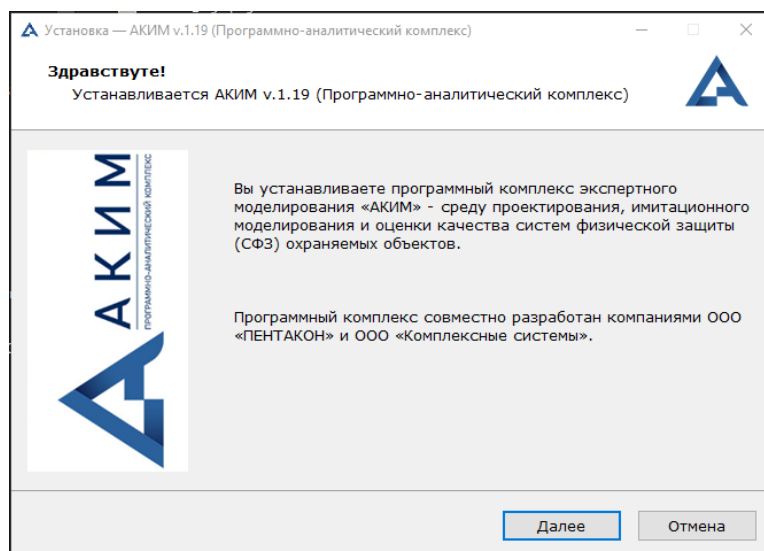 Установка — АКИМ v.1.19 (Программно-аналитический комплекс)
Здравствуте!
Устанавливается АКИМ v.1.19 (Программно-аналитический комплекс)
АКИМ
ПРОГРАММНО-АНАЛИТИЧЕСКИЙ КОМПЛЕКС
Вы устанавливаете программный комплекс экспертного
моделирования «АКИМ» - среду проектирования, имитационного
моделирования и оценки качества систем физической защиты
(СФЗ) охраняемых объектов.
Программный комплекс совместно разработан компаниями ООО
«ПЕНТАКОН» и ООО «Комплексные системы».
Далее
Отмена